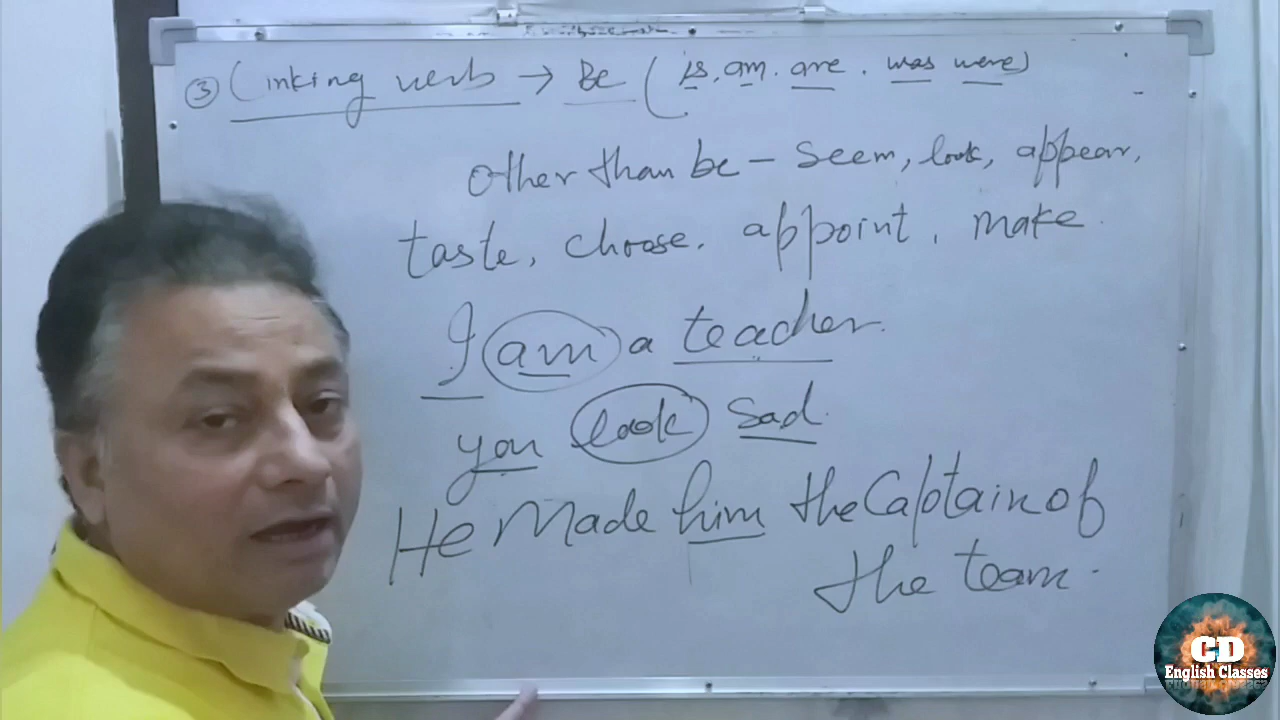 ③ Linking verb → Be ( is, am. are. was were)
Other than be – Seem, look, appear,
taste, choose, appoint, make.
I am a teacher.
you look sad.
He Made him the Captain of
the team.
CD
English Classes